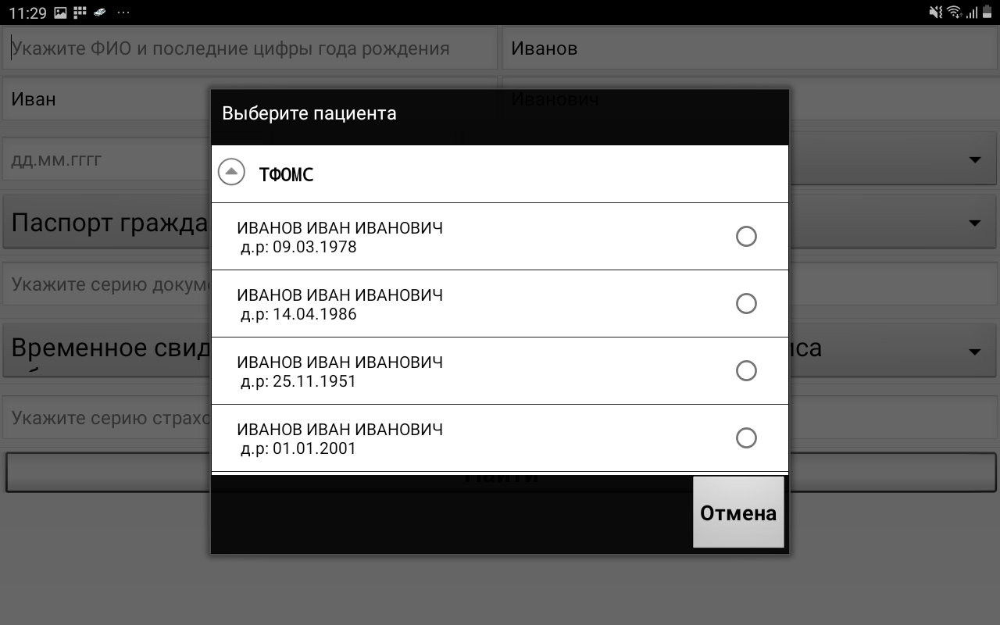 11:29
Укажите ФИО и последние цифры года рождения
Иванов
Иван
Иванович
Выберите пациента
дд.мм.гггг
ТФОМС
Паспорт гражда
ИВАНОВ ИВАН ИВАНОВИЧ
д.р: 09.03.1978
Укажите серию докум
ИВАНОВ ИВАН ИВАНОВИЧ
д.р: 14.04.1986
Временное свид
ИВАНОВ ИВАН ИВАНОВИЧ
д.р: 25.11.1951
Укажите серию страхо
ИВАНОВ ИВАН ИВАНОВИЧ
д.р: 01.01.2001
Найти
Отмена